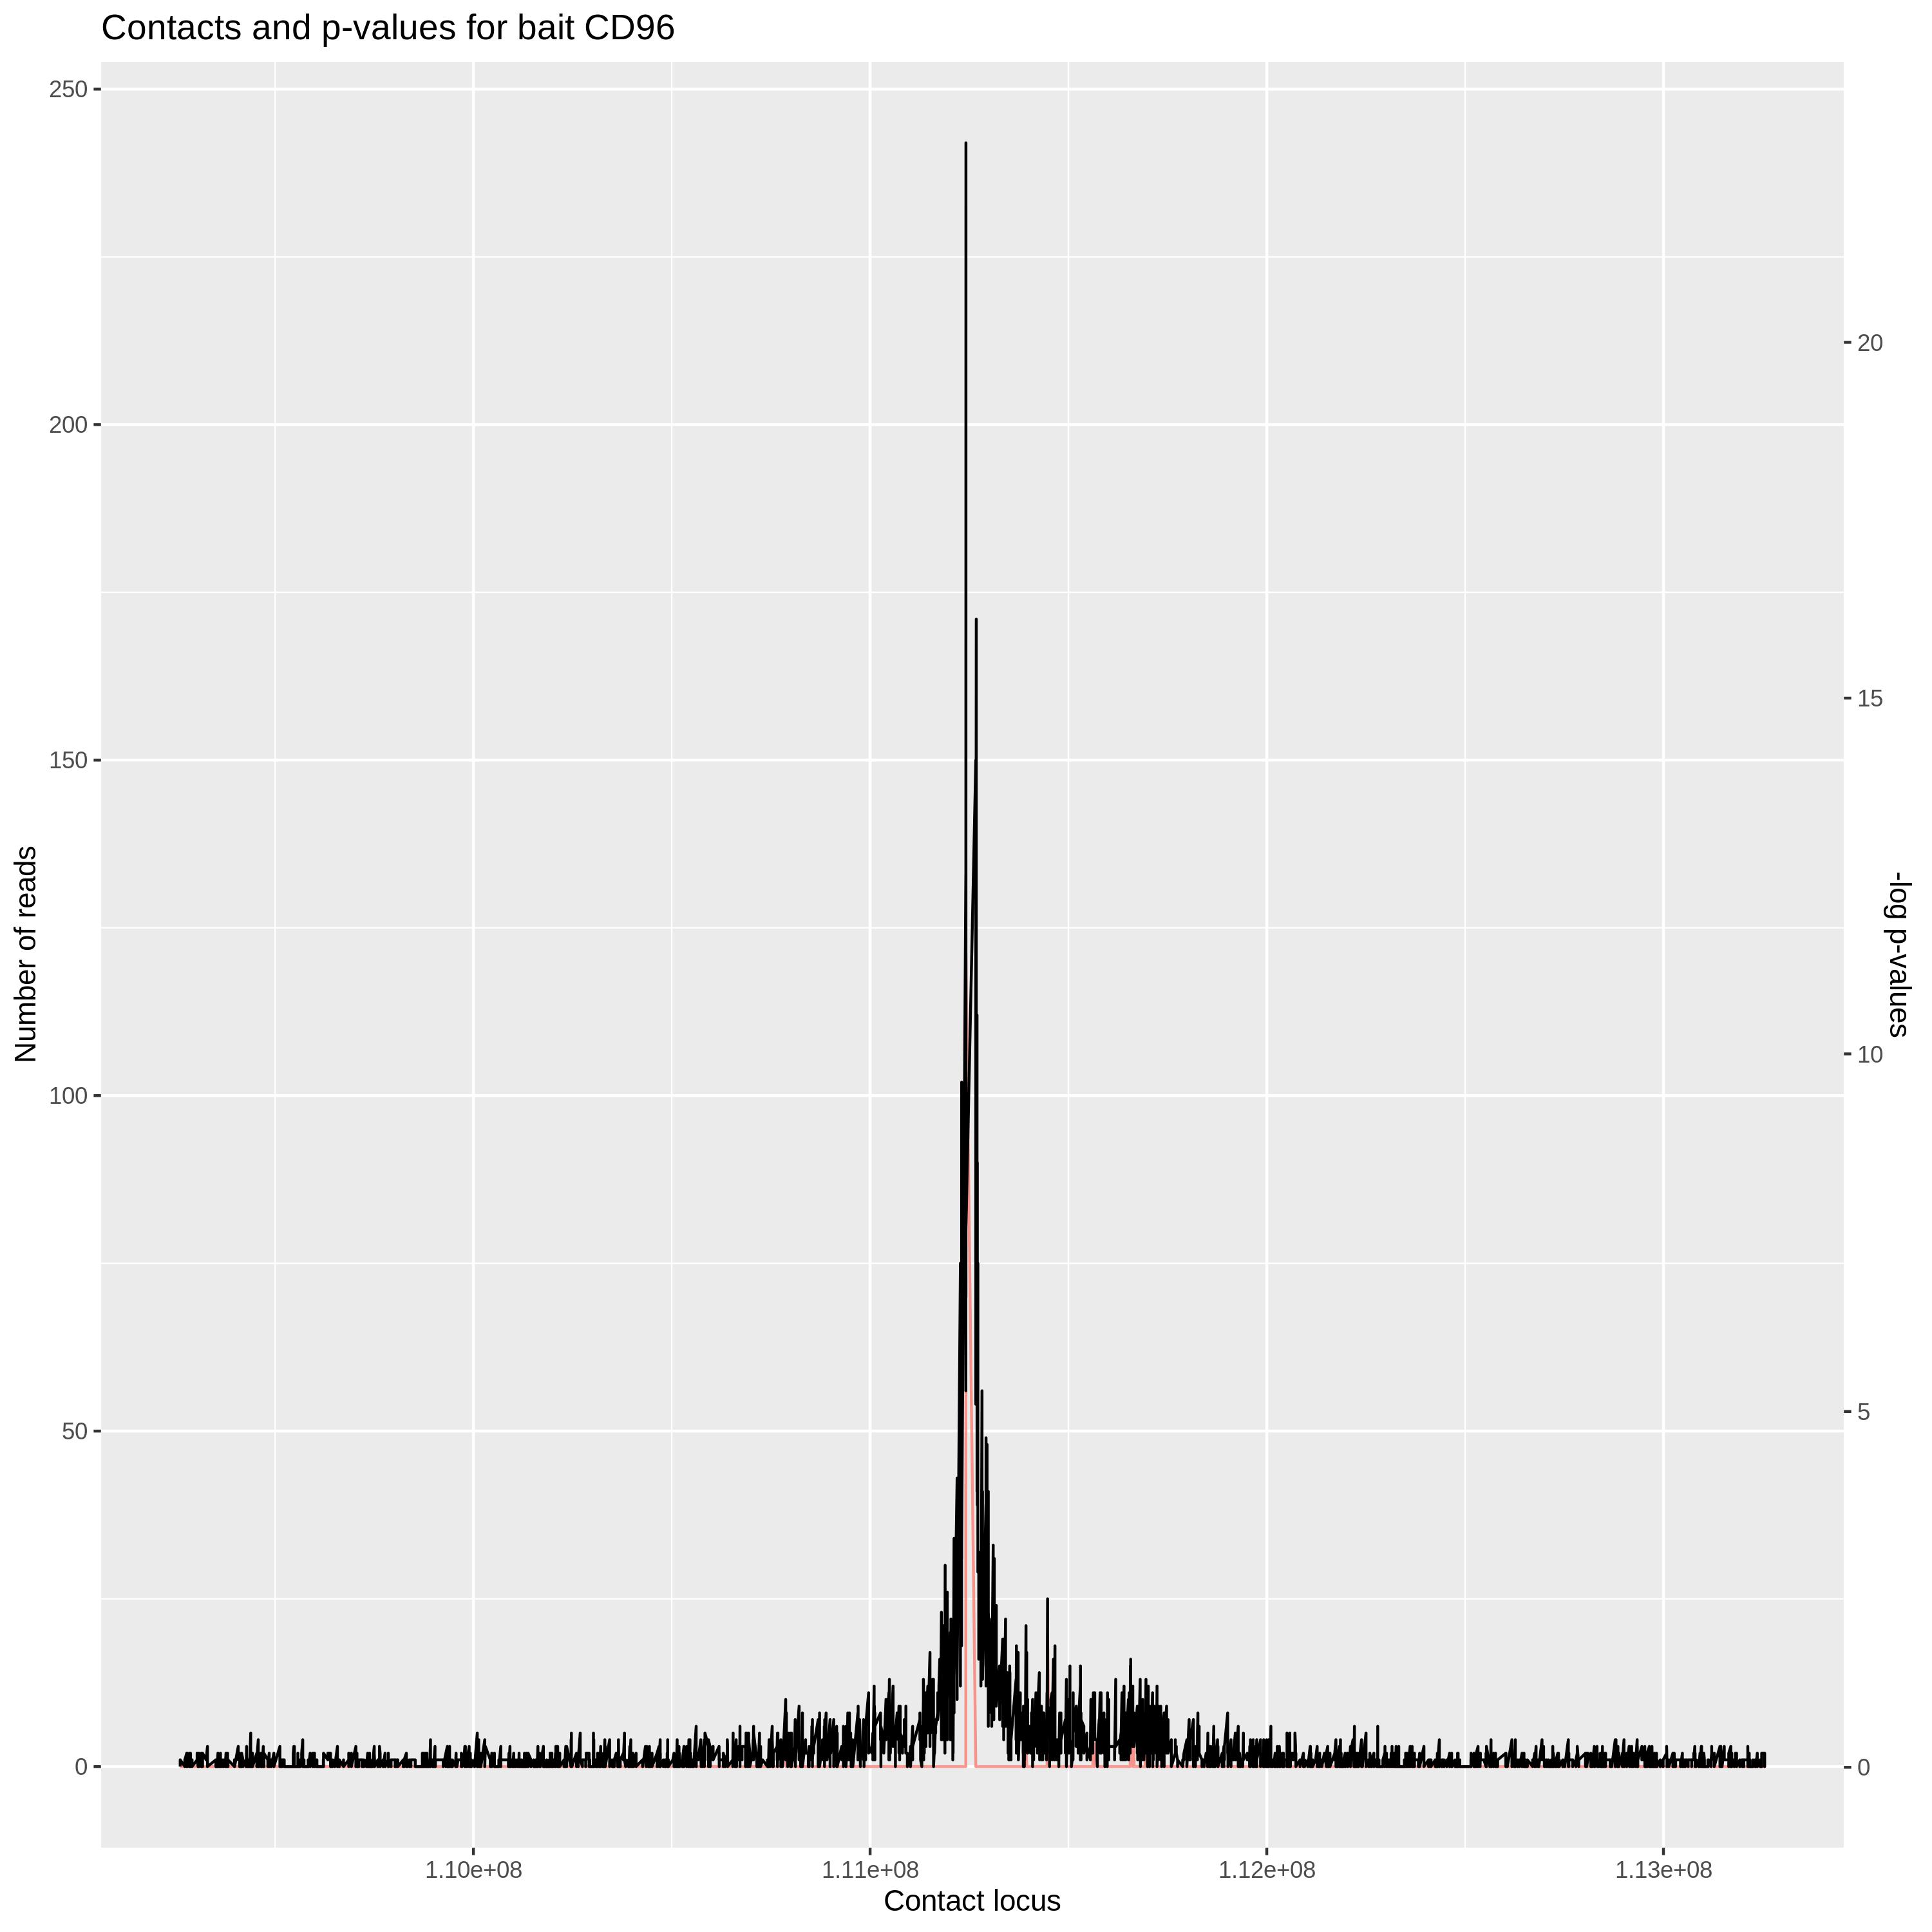 Contacts and p-values for bait CD96
250
200
150
100
50
0
Number of reads
20
15
10
5
0
-log p-values
1.10e+08
1.11e+08
1.12e+08
1.13e+08
Contact locus